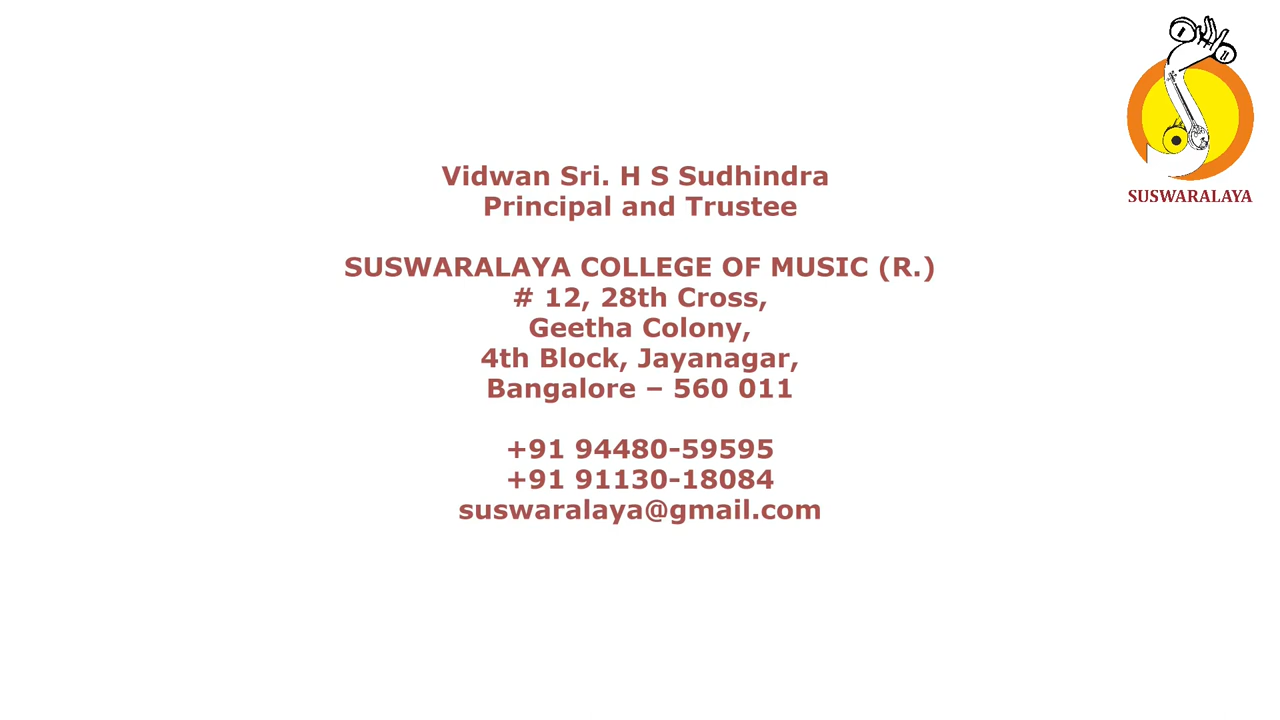 SUSWARALAYA
Vidwan Sri. H S Sudhindra
Principal and Trustee
SUSWARALAYA COLLEGE OF MUSIC (R.)
# 12, 28th Cross,
Geetha Colony,
4th Block, Jayanagar,
Bangalore – 560 011
+91 94480-59595
+91 91130-18084
suswaralaya@gmail.com